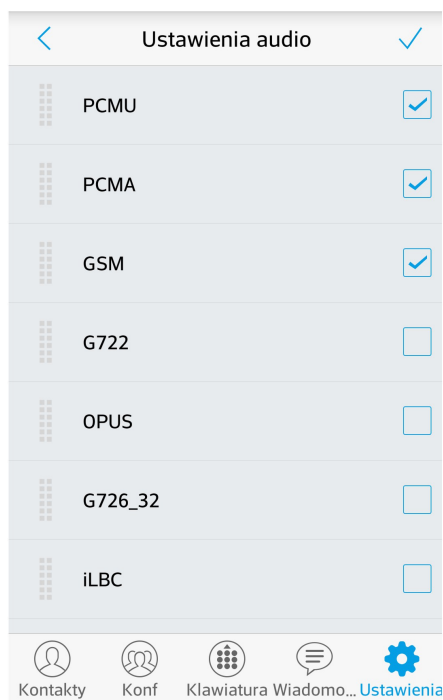 Ustawienia audio
PCMU
PCMA
GSM
G722
OPUS
G726_32
iLBC
Kontakty Konf Klawiatura Wiadomo... Ustawienia